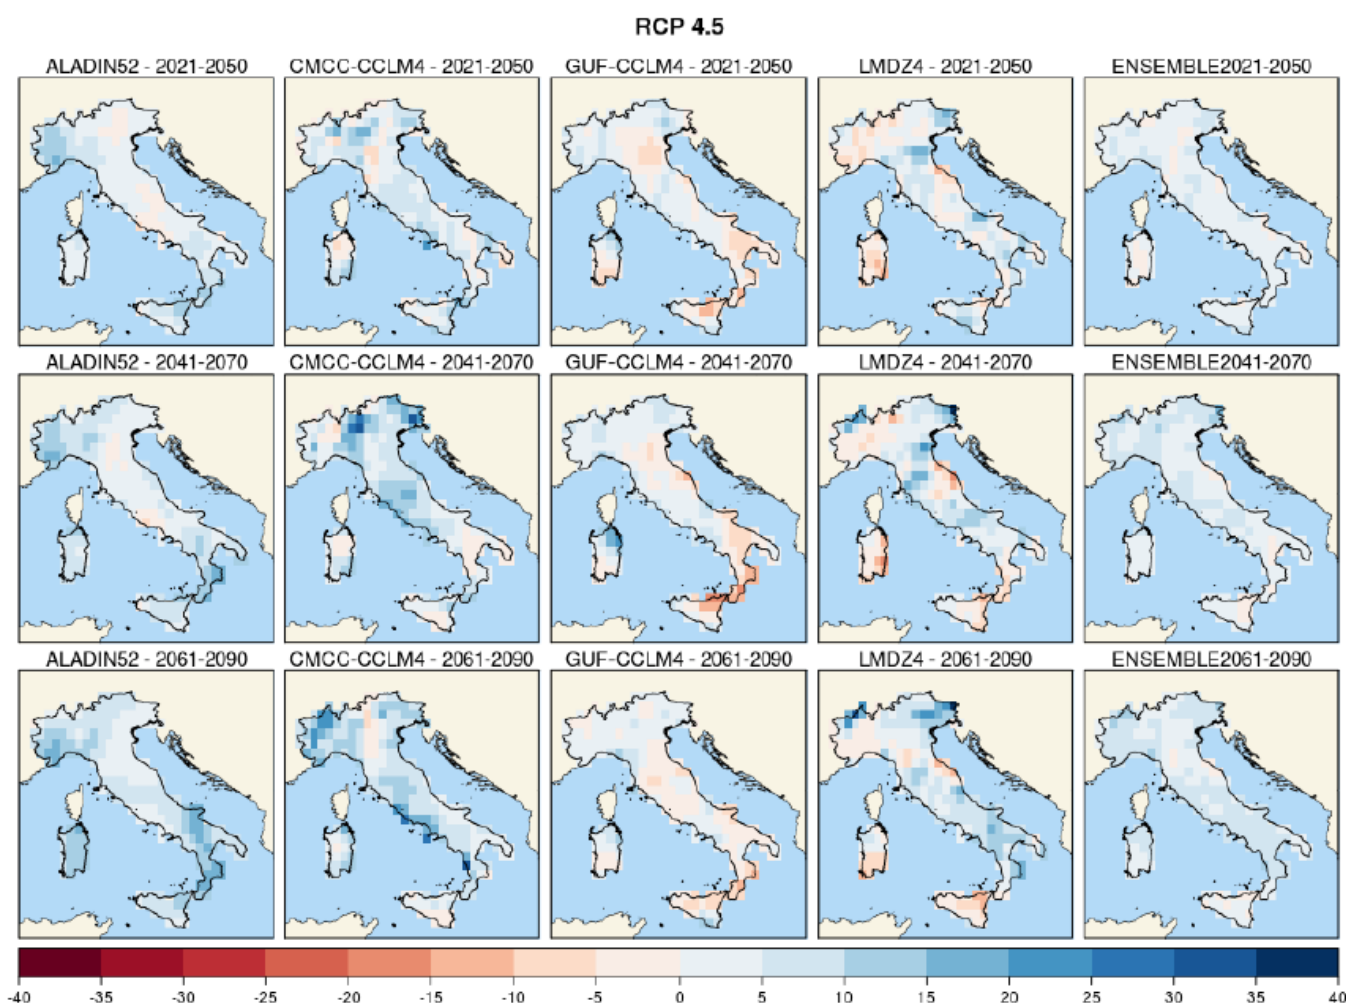 RCP 4.5
ALADIN52 - 2021-2050 CMCC-CCLM4 - 2021-2050 GUF-CCLM4 - 2021-2050 LMDZ4 - 2021-2050 ENSEMBLE2021-2050
ALADIN52 - 2041-2070 CMCC-CCLM4 - 2041-2070 GUF-CCLM4 - 2041-2070 LMDZ4 - 2041-2070 ENSEMBLE2041-2070
ALADIN52 - 2061-2090 CMCC-CCLM4 - 2061-2090 GUF-CCLM4 - 2061-2090 LMDZ4 - 2061-2090 ENSEMBLE2061-2090
-40 -35 -30 -25 -20 -15 -10 -5 0 5 10 15 20 25 30 35 40